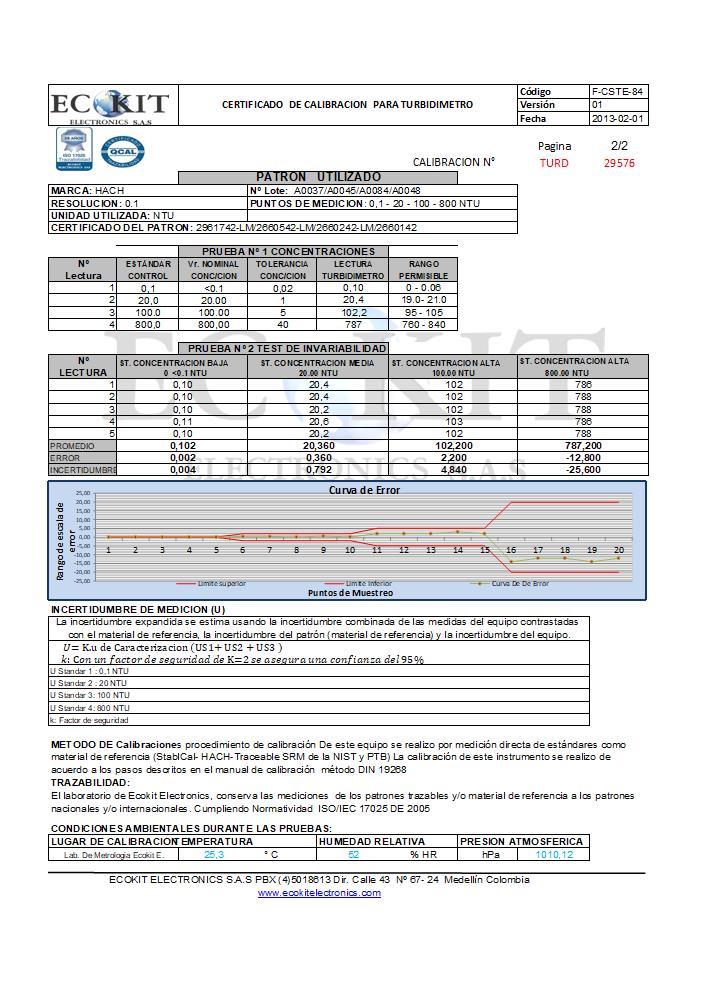 ECOKIT
ELECTRONICS S.A.S
CERTIFICADO DE CALIBRACION PARA TURBIDIMETRO
Código F-CSTE-84
Versión 01
Fecha 2013-02-01
ISO 17025
Trazabilidad
QCAL
Pagina 2/2
CALIBRACION N° TURD 29576
PATRON UTILIZADO
MARCA: HACH Nº Lote: A0037/A0045/A0084/A0048
RESOLUCION: 0.1 PUNTOS DE MEDICION: 0,1 - 20 - 100 - 800 NTU
UNIDAD UTILIZADA: NTU
CERTIFICADO DEL PATRON: 2961742-LM/2660542-LM/2660242-LM/2660142
PRUEBA Nº 1 CONCENTRACIONES
Nº ESTÁNDAR Vr. NOMINAL TOLERANCIA LECTURA RANGO
Lectura CONTROL CONC/CION CONC/CION TURBIDIMETRO PERMISIBLE
1 0,1 <0.1 0,02 0,10 0 - 0.06
2 20,0 20.00 1 20,4 19.0- 21.0
3 100.0 100.00 5 102,2 95 - 105
4 800,0 800,00 40 787 760 - 840
PRUEBA Nº 2 TEST DE INVARIABILIDAD
Nº ST. CONCENTRACION BAJA ST. CONCENTRACION MEDIA ST. CONCENTRACION ALTA ST. CONCENTRACION ALTA
LECTURA 0 <0.1 NTU 20.00 NTU 100.00 NTU 800.00 NTU
1 0,10 20,4 102 786
2 0,10 20,4 102 788
3 0,10 20,2 102 788
4 0,11 20,6 103 786
5 0,10 20,2 102 788
PROMEDIO 0,102 20,360 102,200 787,200
ERROR 0,002 0,360 2,200 -12,800
INCERTIDUMBRE 0,004 0,792 4,840 -25,600
ECOKIT
ELECTRONICS S.A.S
Curva de Error
Rango de escala de error
25,00
20,00
15,00
10,00
5,00
0,00
-5,00
-10,00
-15,00
-20,00
-25,00
1 2 3 4 5 6 7 8 9 10 11 12 13 14 15 16 17 18 19 20
Limite superior Limite Inferior Curva De De Error
Puntos de Muestreo
INCERTIDUMBRE DE MEDICION (U)
La incertidumbre expandida se estima usando la incertidumbre combinada de las medidas del equipo contrastadas
con el material de referencia, la incertidumbre del patrón (material de referencia) y la incertidumbre del equipo.
U= K.u de Caracterizacion (US1+ US2 + US3 )
k: Con un factor de seguridad de K=2 se asegura una confianza del 95%
U Standar 1 : 0,1 NTU
U Standar 2 : 20 NTU
U Standar 3: 100 NTU
U Standar 4: 800 NTU
k: Factor de seguridad
METODO DE Calibraciones procedimiento de calibración De este equipo se realizo por medición directa de estándares como
material de referencia (StablCal- HACH-Traceable SRM de la NIST y PTB) La calibración de este instrumento se realizo de
acuerdo a los pasos descritos en el manual de calibración método DIN 19268
TRAZABILIDAD:
El laboratorio de Ecokit Electronics, conserva las mediciones de los patrones trazables y/o material de referencia a los patrones
nacionales y/o internacionales. Cumpliendo Normatividad ISO/IEC 17025 DE 2005
CONDICIONES AMBIENTALES DURANTE LAS PRUEBAS:
LUGAR DE CALIBRACION TEMPERATURA HUMEDAD RELATIVA PRESION ATMOSFERICA
Lab. De Metrologia Ecokit E. 25,3 ° C 52 % HR hPa 1010,12
ECOKIT ELECTRONICS S.A.S PBX (4)5018613 Dir. Calle 43 Nº 67- 24 Medellín Colombia
www.ecokitelectronics.com